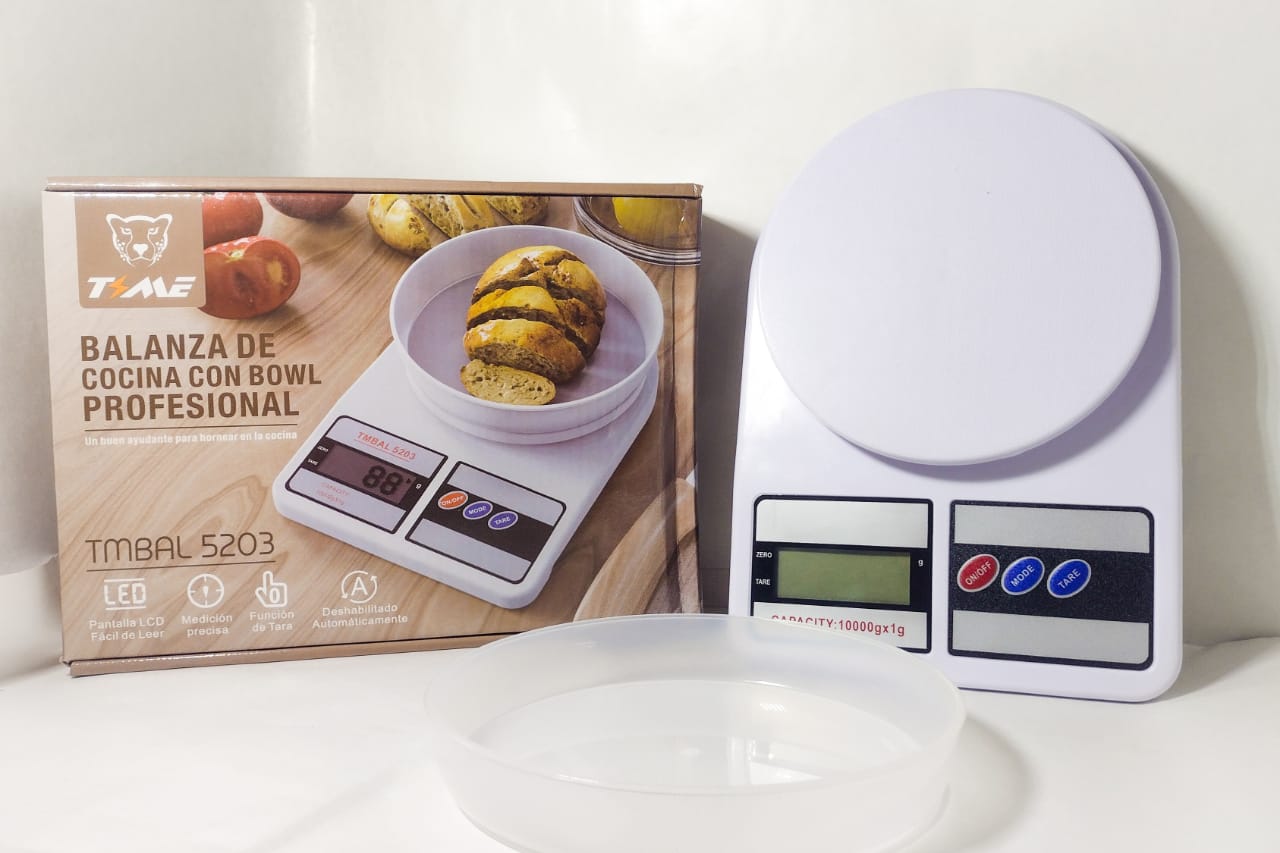 TIME
BALANZA DE
COCINA CON BOWL
PROFESIONAL
Un buen ayudante para hornear en la cocina
TMBAL 5203
LED
Pantalla LCD
Fácil de Leer
Medición
precisa
Función
de Tara
A
Deshabilitado
Automáticamente
TMBAL 5203
ZERO
TARE
88
g
ON/OFF
MODE
TARE
ZERO
TARE
g
CAPACITY:10000gx1g
ON/OFF
MODE
TARE